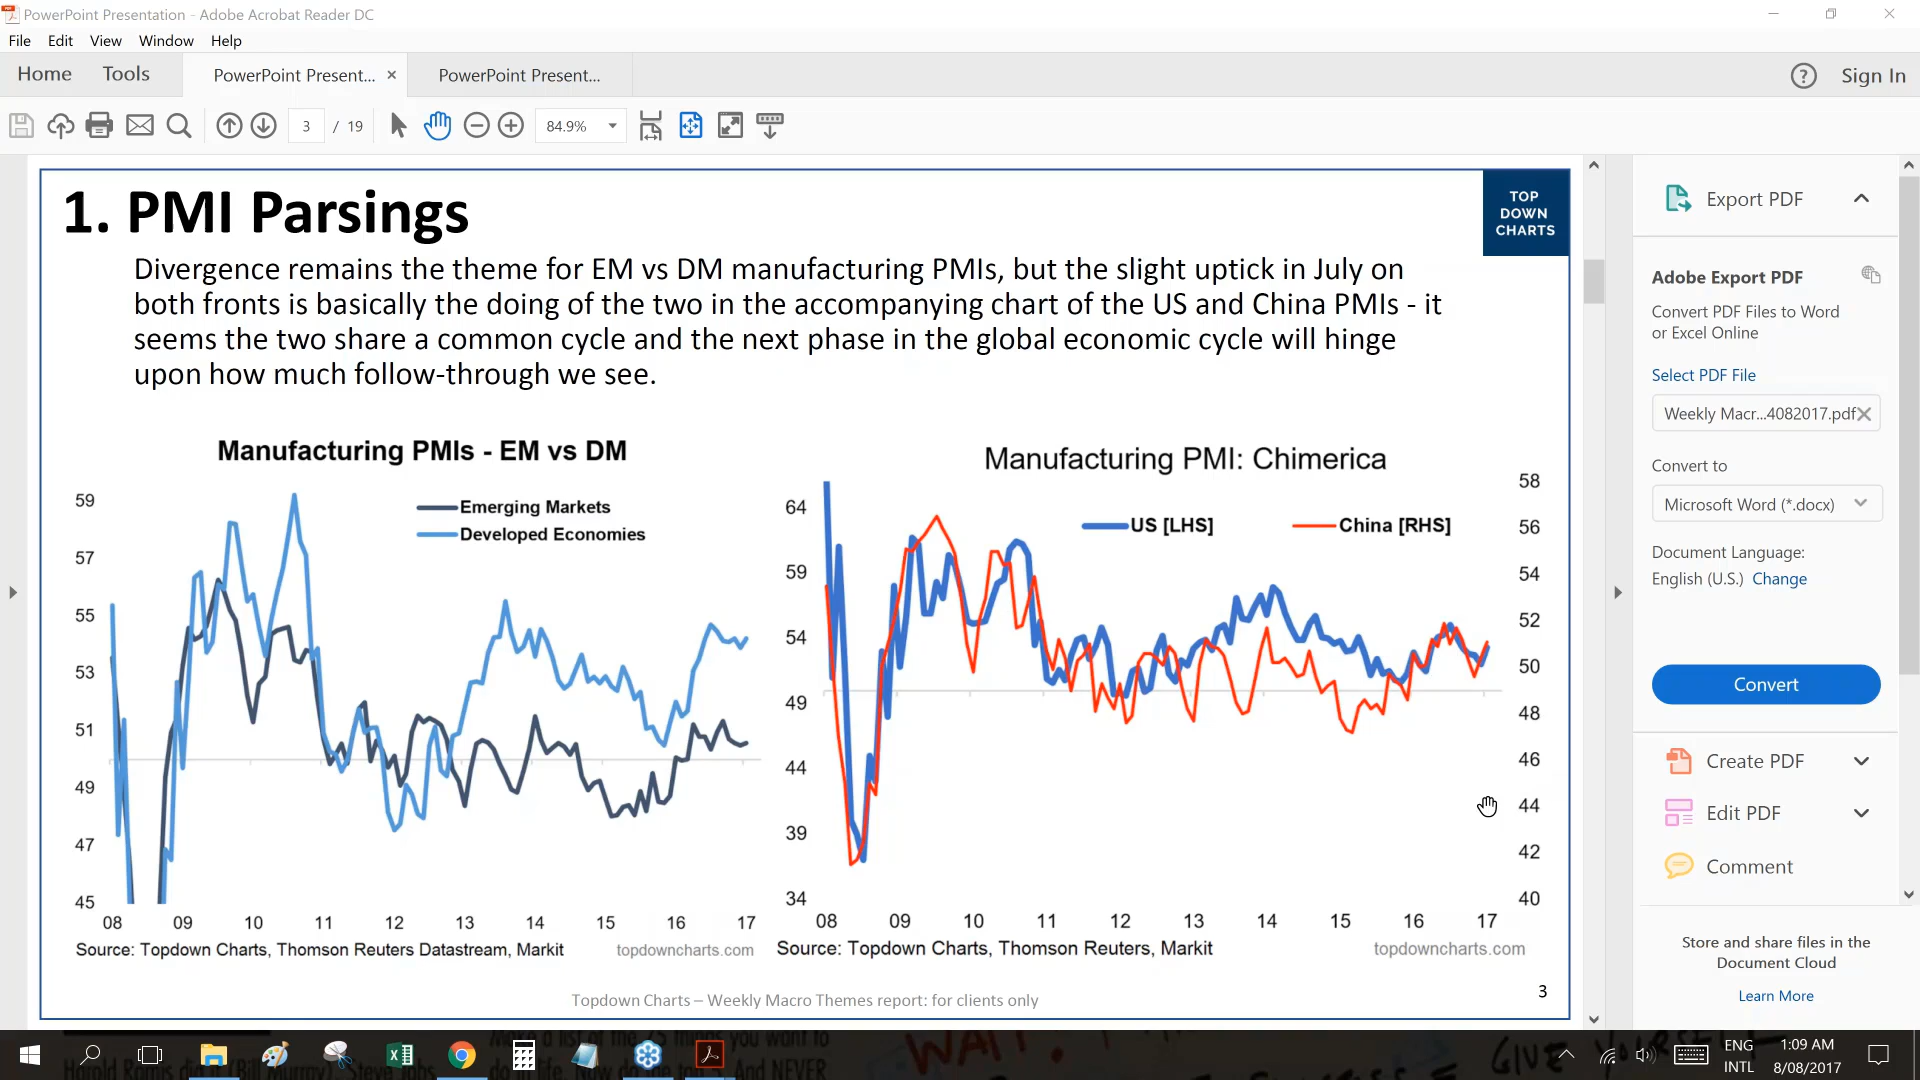 PowerPoint Presentation - Adobe Acrobat Reader DC
File Edit View Window Help
Home Tools PowerPoint Present... × PowerPoint Present... ? Sign In
3 / 19 84.9%
1. PMI Parsings
TOP
DOWN
CHARTS
Divergence remains the theme for EM vs DM manufacturing PMIs, but the slight uptick in July on
both fronts is basically the doing of the two in the accompanying chart of the US and China PMIs - it
seems the two share a common cycle and the next phase in the global economic cycle will hinge
upon how much follow-through we see.
Manufacturing PMIs - EM vs DM
Emerging Markets
Developed Economies
59
57
55
53
51
49
47
45
08 09 10 11 12 13 14 15 16 17
Source: Topdown Charts, Thomson Reuters Datastream, Markit topdowncharts.com
Manufacturing PMI: Chimerica
US [LHS] China [RHS]
64
59
54
49
44
39
34
58
56
54
52
50
48
46
44
42
40
08 09 10 11 12 13 14 15 16 17
Source: Topdown Charts, Thomson Reuters, Markit topdowncharts.com
Topdown Charts – Weekly Macro Themes report: for clients only
3
Export PDF
Adobe Export PDF
Convert PDF Files to Word
or Excel Online
Select PDF File
Weekly Macr...4082017.pdf
Convert to
Microsoft Word (*.docx)
Document Language:
English (U.S.) Change
Convert
Create PDF
Edit PDF
Comment
Store and share files in the
Document Cloud
Learn More
ENG
INTL
1:09 AM
8/08/2017